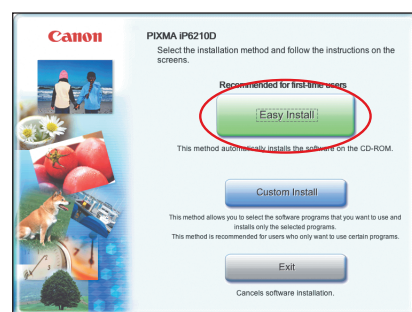 Canon
PIXMA iP6210D
Select the installation method and follow the instructions on the
screens.
Recommended for first-time users
Easy Install
This method automatically installs the software on the CD-ROM.
Custom Install
This method allows you to select the software programs that you want to use and
installs only the selected programs.
This method is recommended for users who only want to use certain programs.
Exit
Cancels software installation.